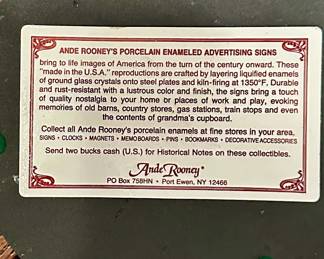 ANDE ROONEY'S PORCELAIN ENAMELED ADVERTISING SIGNS
bring to life images of America from the turn of the century onward. These
"made in the U.S.A." reproductions are crafted by layering liquified enamels
of ground glass crystals onto steel plates and kiln-firing at 1350°F. Durable
and rust-resistant with a lustrous color and finish, the signs bring a touch
of quality nostalgia to your home or places of work and play, evoking
memories of old barns, country stores, gas stations, train stops and even
the contents of grandma's cupboard.
Collect all Ande Rooney's porcelain enamels at fine stores in your area.
SIGNS • CLOCKS • MAGNETS • MEMOBOARDS • PINS • BOOKMARKS • DECORATIVE ACCESSORIES
Send two bucks cash (U.S.) for Historical Notes on these collectibles.
Ande Rooney®
PO Box 758HN • Port Ewen, NY 12466